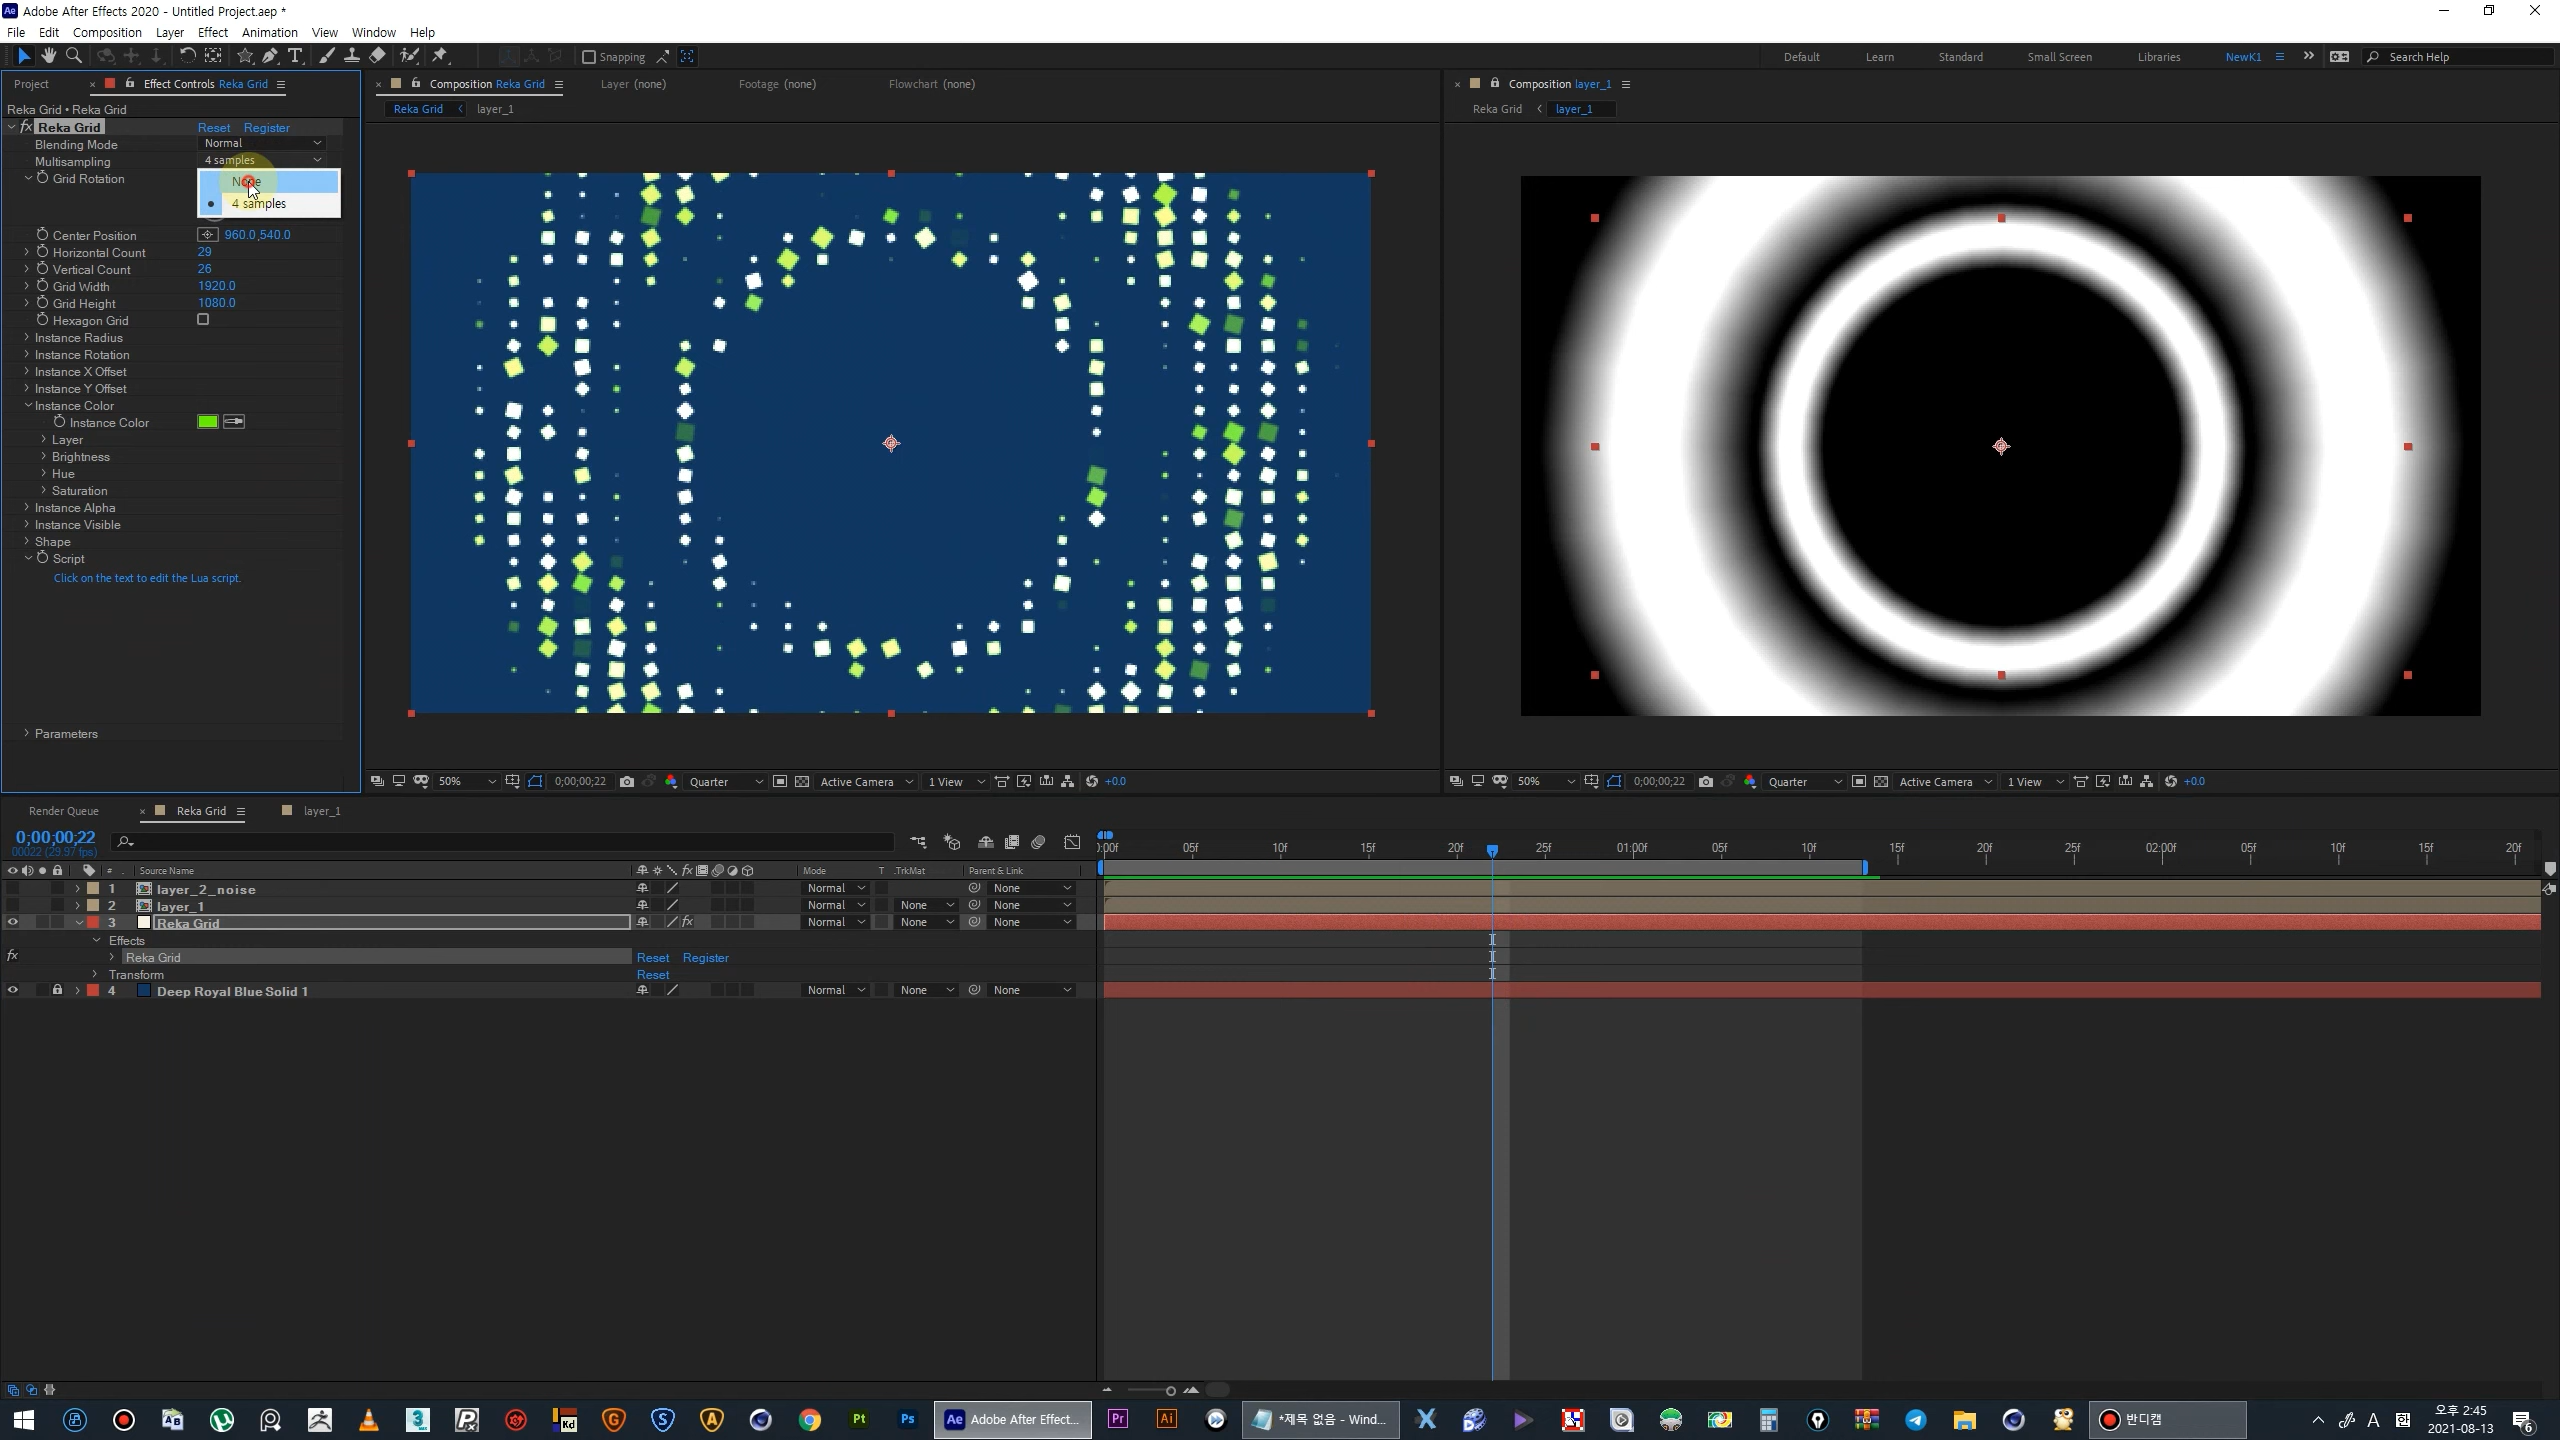 Adobe After Effects 2020 - Untitled Project.aep *
File Edit Composition Layer Effect Animation View Window Help
Snapping
Default Learn Standard Small Screen Libraries NewK1 Search Help
Project Effect Controls Reka Grid
Composition Reka Grid Layer (none) Footage (none) Flowchart (none)
Composition layer_1
Reka Grid • Reka Grid
Reka Grid layer_1
Reka Grid layer_1
Reka Grid Reset Register
Blending Mode Normal
Multisampling 4 samples
Grid Rotation
None
4 samples
Center Position 960.0,540.0
Horizontal Count 29
Vertical Count 26
Grid Width 1920.0
Grid Height 1080.0
Hexagon Grid
Instance Radius
Instance Rotation
Instance X Offset
Instance Y Offset
Instance Color
Instance Color
Layer
Brightness
Hue
Saturation
Instance Alpha
Instance Visible
Shape
Script
Click on the text to edit the Lua script.
Parameters
50% 0;00;00;22 Quarter Active Camera 1 View +0.0
50% 0;00;00;22 Quarter Active Camera 1 View +0.0
Render Queue Reka Grid layer_1
0;00;00;22
00022 (29.97 fps)
:00f 05f 10f 15f 20f 25f 01:00f 05f 10f 15f 20f 25f 02:00f 05f 10f 15f 20f
# Source Name Mode T .TrkMat Parent & Link
1 layer_2_noise Normal None
2 layer_1 Normal None None
3 Reka Grid Normal None None
Effects
Reka Grid Reset Register
Transform Reset
4 Deep Royal Blue Solid 1 Normal None None
Adobe After Effect... *제목 없음 - Wind... 반디캠
A 한 오후 2:45
2021-08-13 6